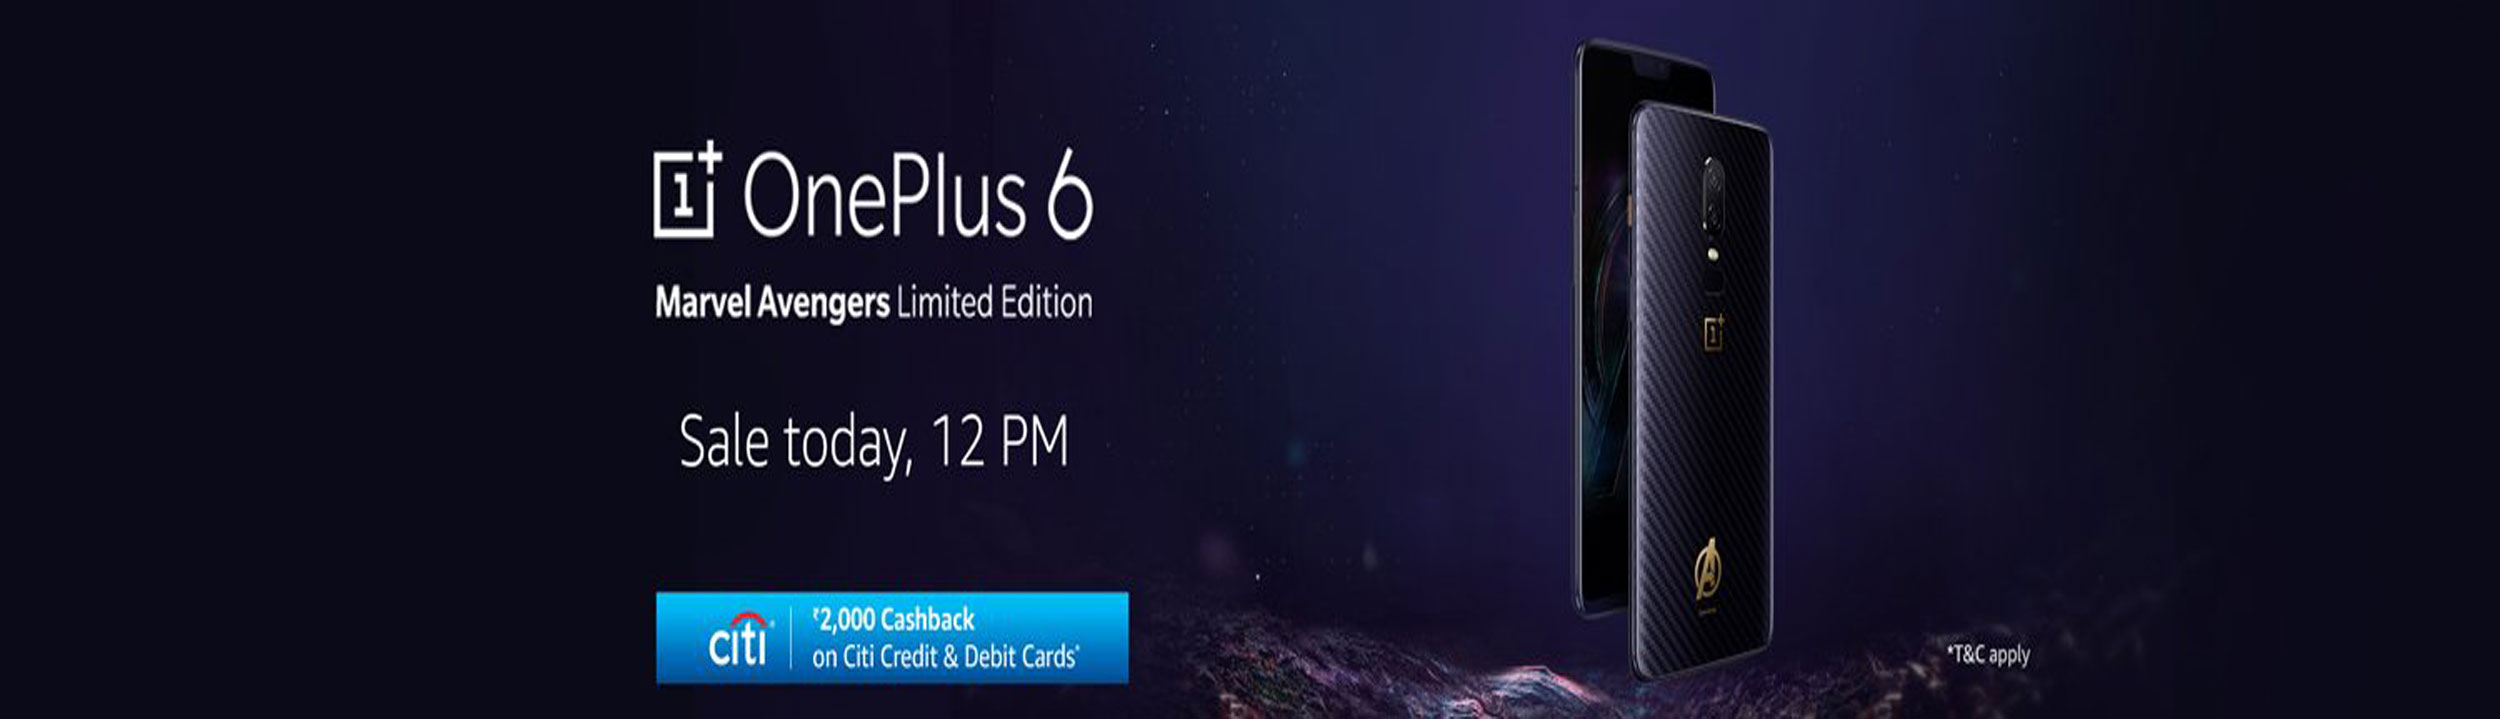 OnePlus 6
Marvel Avengers Limited Edition
Sale today, 12 PM
citi
₹2,000 Cashback
on Citi Credit & Debit Cards*
*T&C apply